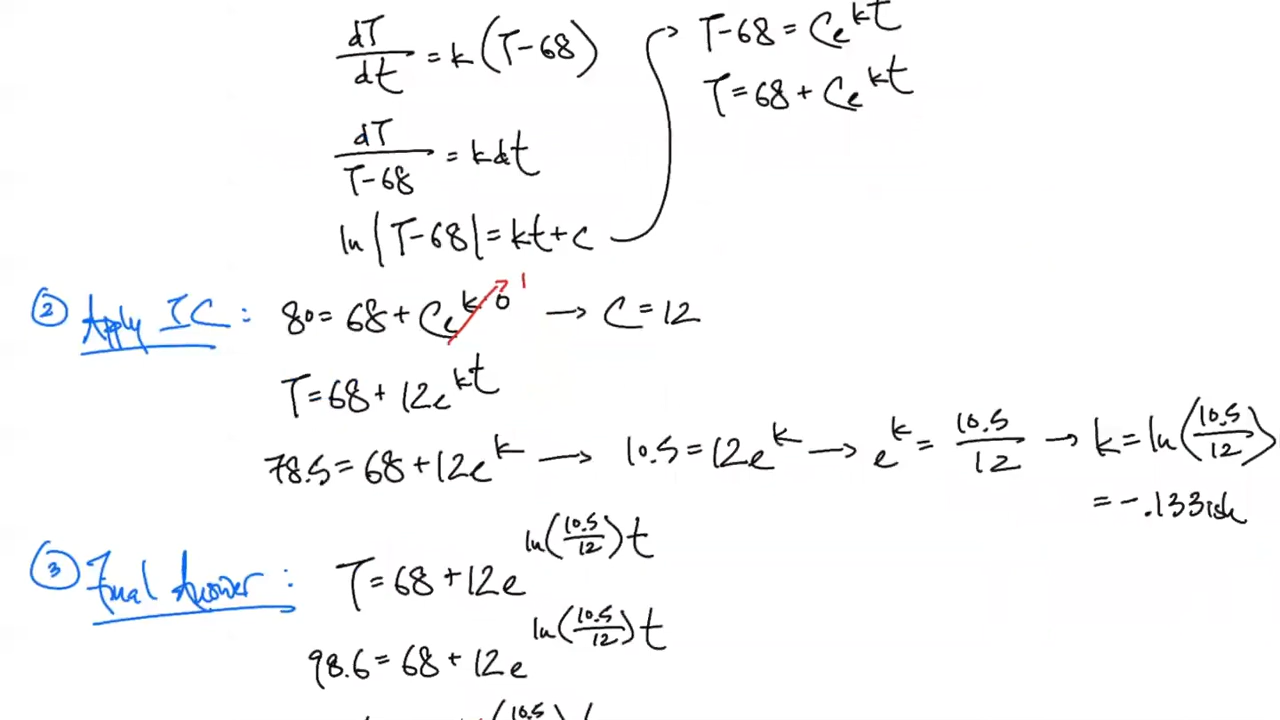 dT/dt = k(T-68)
dT/(T-68) = kdt
ln|T-68| = kt+c
T-68 = Ce^kt
T = 68 + Ce^kt
② Apply IC: 80 = 68 + Ce^k·0 1 → C = 12
T = 68 + 12e^kt
78.5 = 68 + 12e^k → 10.5 = 12e^k → e^k = 10.5/12 → k = ln(10.5/12)
= -.133ish
③ Final Answer: T = 68 + 12e^ln(10.5/12)t
98.6 = 68 + 12e^ln(10.5/12)t